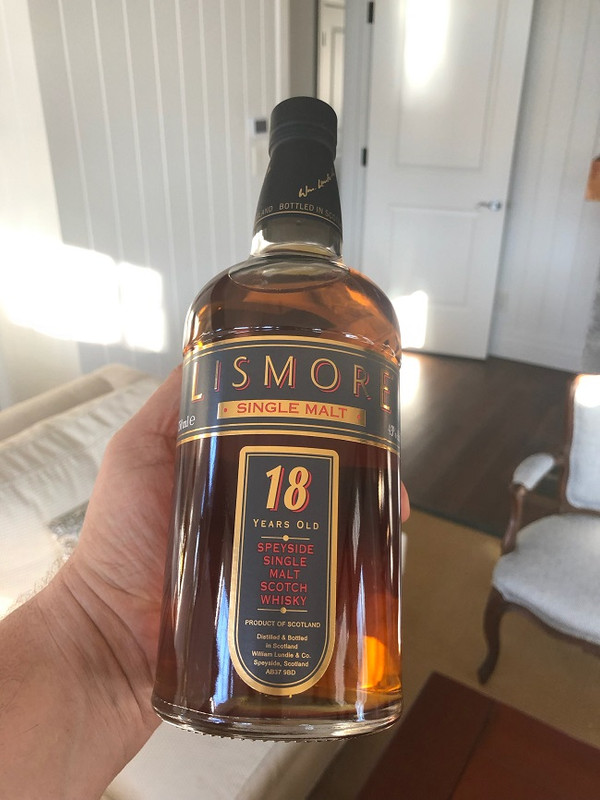 BOTTLED IN
LISMORE
SINGLE MALT
ml e
18
YEARS OLD
SPEYSIDE
SINGLE
MALT
SCOTCH
WHISKY
PRODUCT OF SCOTLAND
Distilled & Bottled
in Scotland
William Lundie & Co.
Speyside, Scotland
AB37 9BD